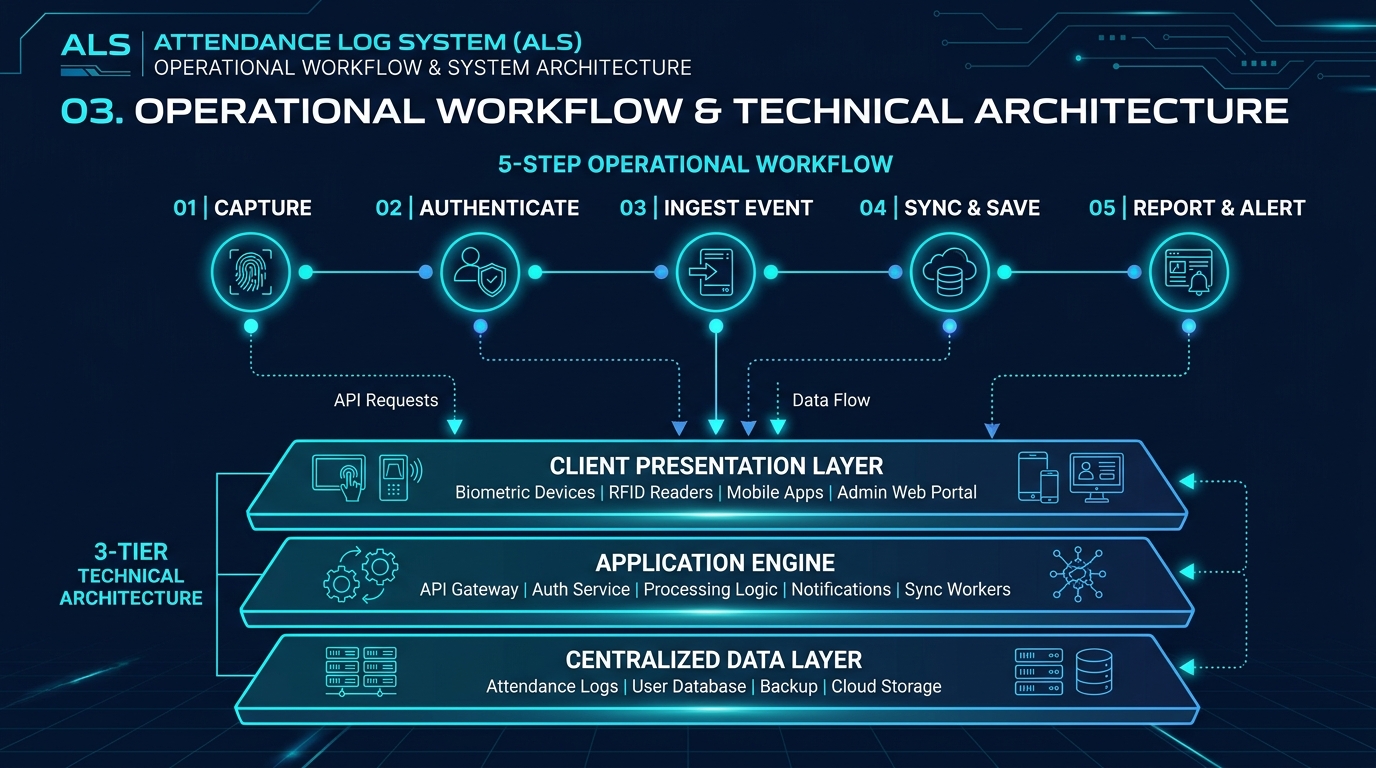 ALS
ATTENDANCE LOG SYSTEM (ALS)
OPERATIONAL WORKFLOW & SYSTEM ARCHITECTURE
03. OPERATIONAL WORKFLOW & TECHNICAL ARCHITECTURE
5-STEP OPERATIONAL WORKFLOW
01 | CAPTURE
02 | AUTHENTICATE
03 | INGEST EVENT
04 | SYNC & SAVE
05 | REPORT & ALERT
API Requests
Data Flow
CLIENT PRESENTATION LAYER
Biometric Devices | RFID Readers | Mobile Apps | Admin Web Portal
3-TIER
TECHNICAL
ARCHITECTURE
APPLICATION ENGINE
API Gateway | Auth Service | Processing Logic | Notifications | Sync Workers
CENTRALIZED DATA LAYER
Attendance Logs | User Database | Backup | Cloud Storage